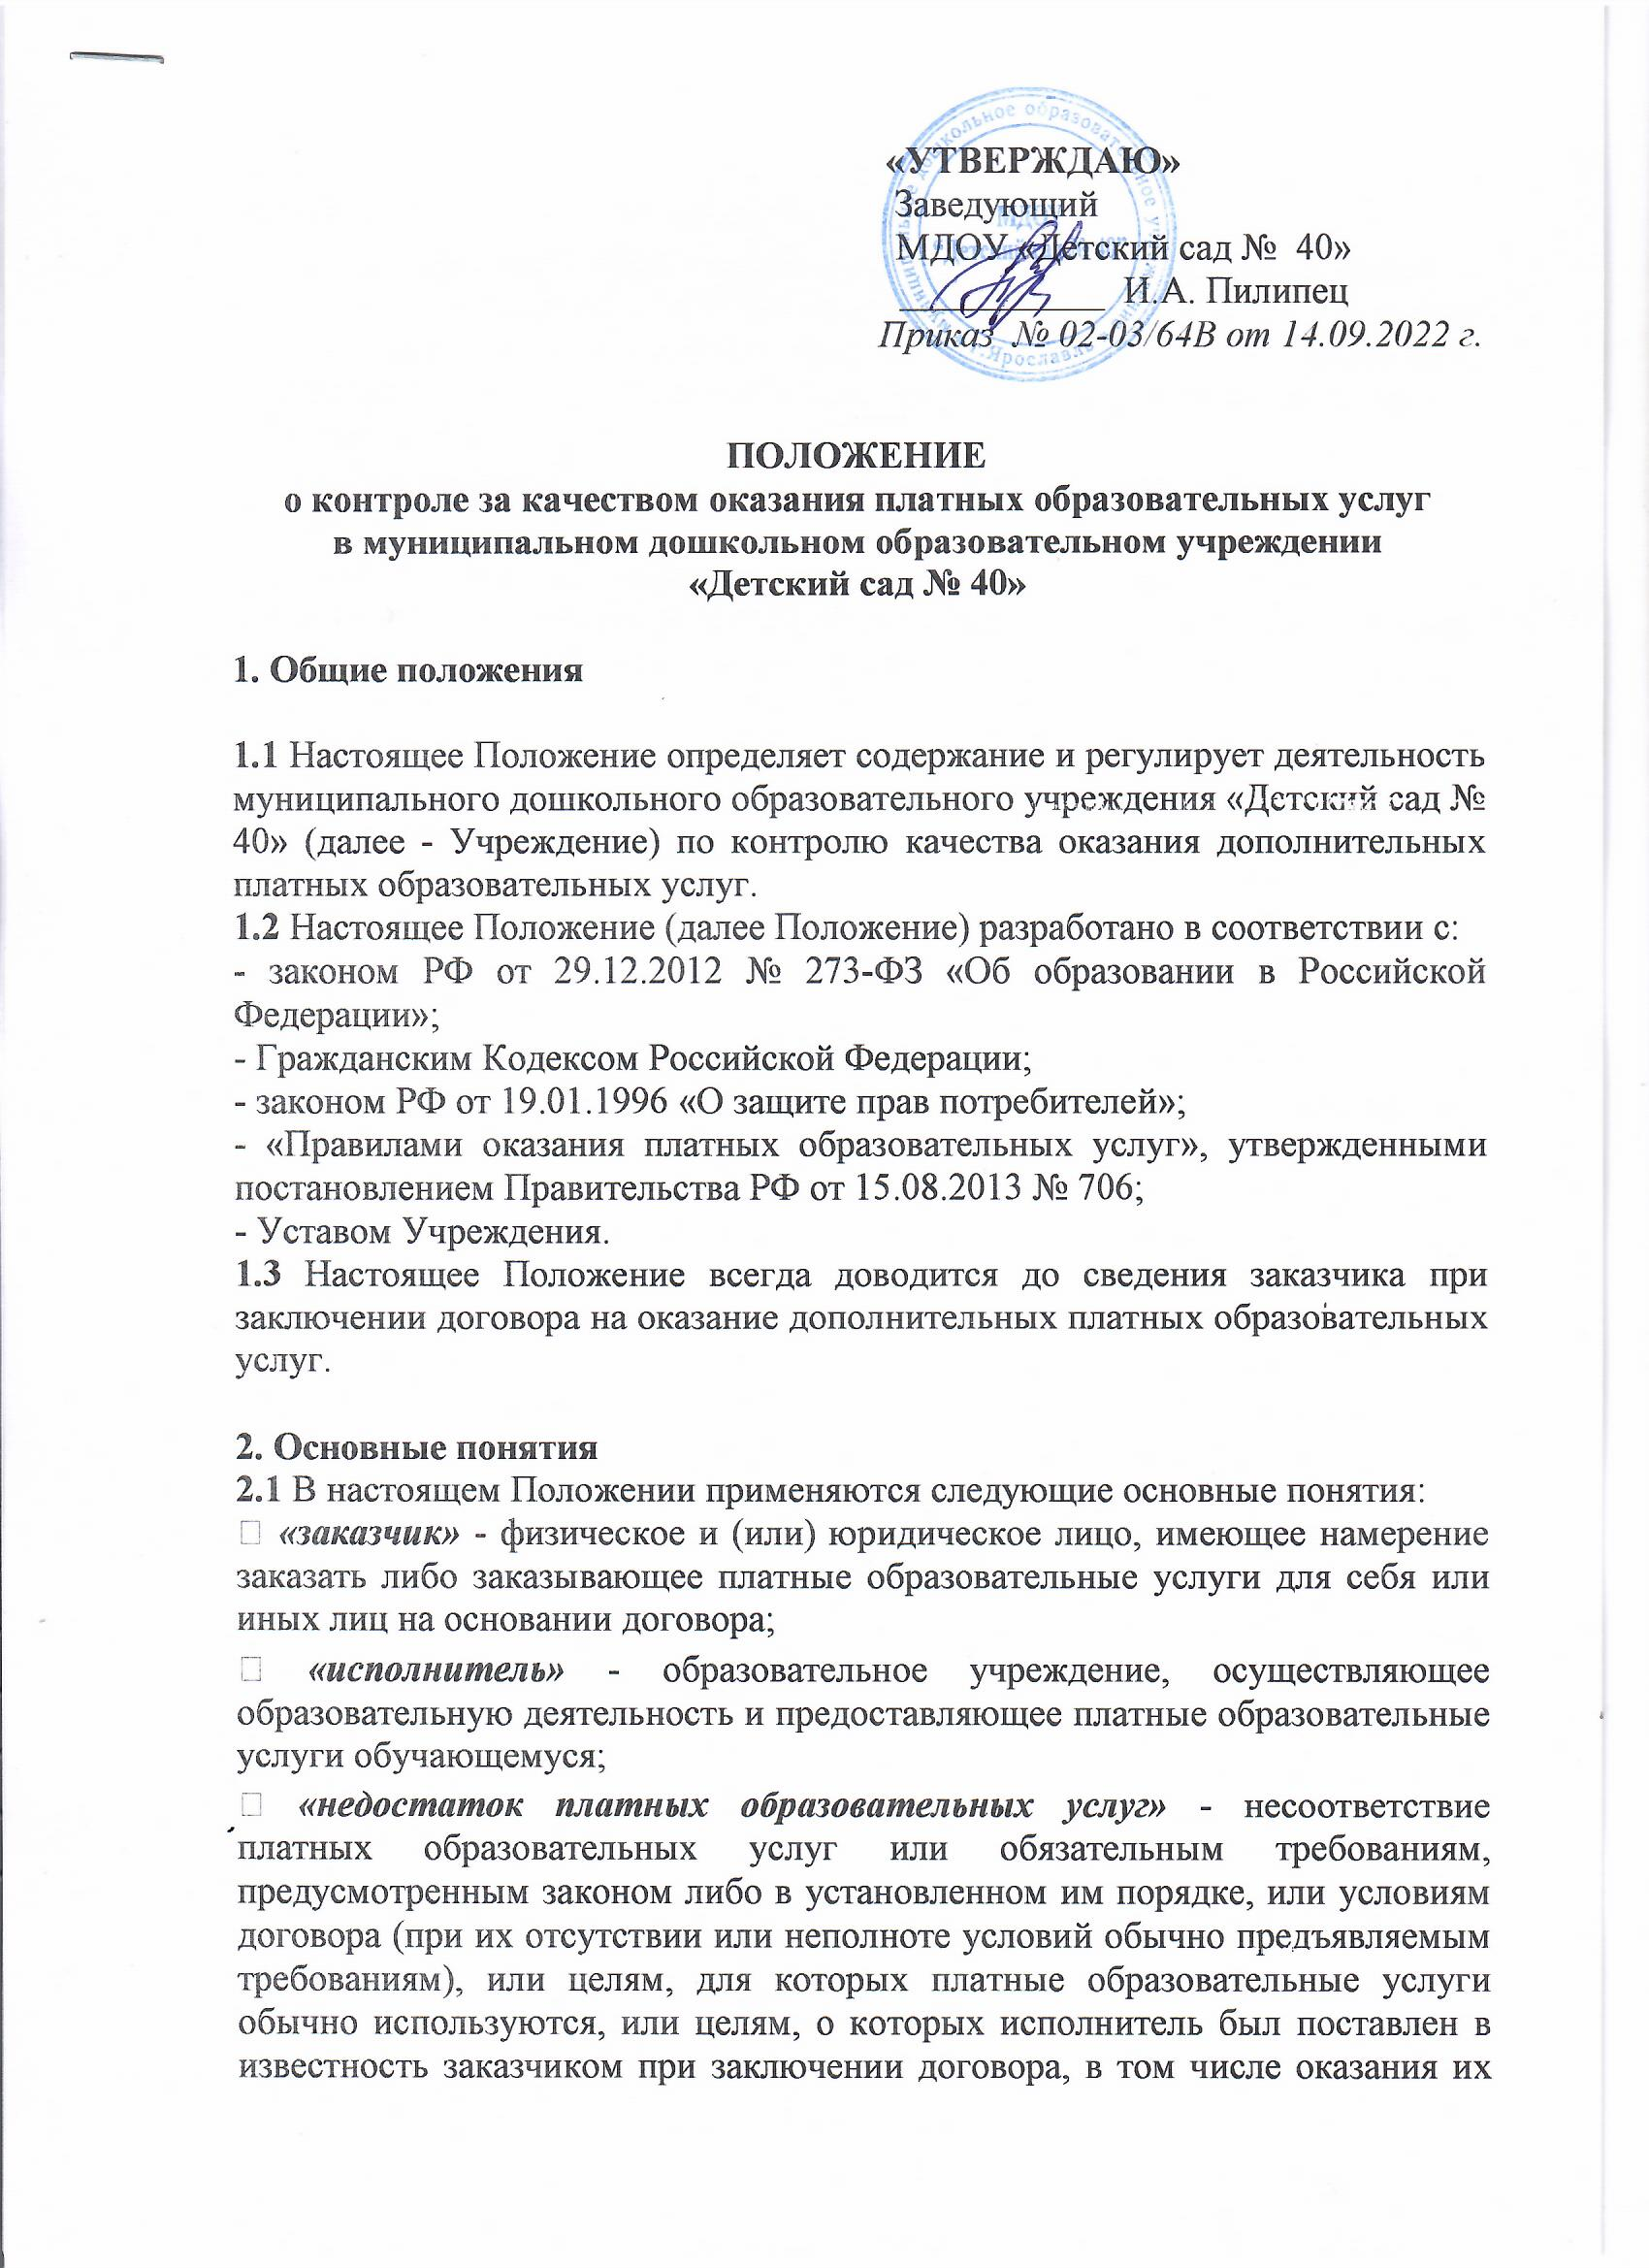 «УТВЕРЖДАЮ»
Заведующий
МДОУ «Детский сад № 40»
____________ И.А. Пилипец
Приказ № 02-03/64В от 14.09.2022 г.
ПОЛОЖЕНИЕ
о контроле за качеством оказания платных образовательных услуг
в муниципальном дошкольном образовательном учреждении
«Детский сад № 40»
1. Общие положения
1.1 Настоящее Положение определяет содержание и регулирует деятельность
муниципального дошкольного образовательного учреждения «Детский сад №
40» (далее - Учреждение) по контролю качества оказания дополнительных
платных образовательных услуг.
1.2 Настоящее Положение (далее Положение) разработано в соответствии с:
- законом РФ от 29.12.2012 № 273-ФЗ «Об образовании в Российской
Федерации»;
- Гражданским Кодексом Российской Федерации;
- законом РФ от 19.01.1996 «О защите прав потребителей»;
- «Правилами оказания платных образовательных услуг», утвержденными
постановлением Правительства РФ от 15.08.2013 № 706;
- Уставом Учреждения.
1.3 Настоящее Положение всегда доводится до сведения заказчика при
заключении договора на оказание дополнительных платных образовательных
услуг.
2. Основные понятия
2.1 В настоящем Положении применяются следующие основные понятия:
«заказчик» - физическое и (или) юридическое лицо, имеющее намерение
заказать либо заказывающее платные образовательные услуги для себя или
иных лиц на основании договора;
«исполнитель» - образовательное учреждение, осуществляющее
образовательную деятельность и предоставляющее платные образовательные
услуги обучающемуся;
«недостаток платных образовательных услуг» - несоответствие
платных образовательных услуг или обязательным требованиям,
предусмотренным законом либо в установленном им порядке, или условиям
договора (при их отсутствии или неполноте условий обычно предъявляемым
требованиям), или целям, для которых платные образовательные услуги
обычно используются, или целям, о которых исполнитель был поставлен в
известность заказчиком при заключении договора, в том числе оказания их